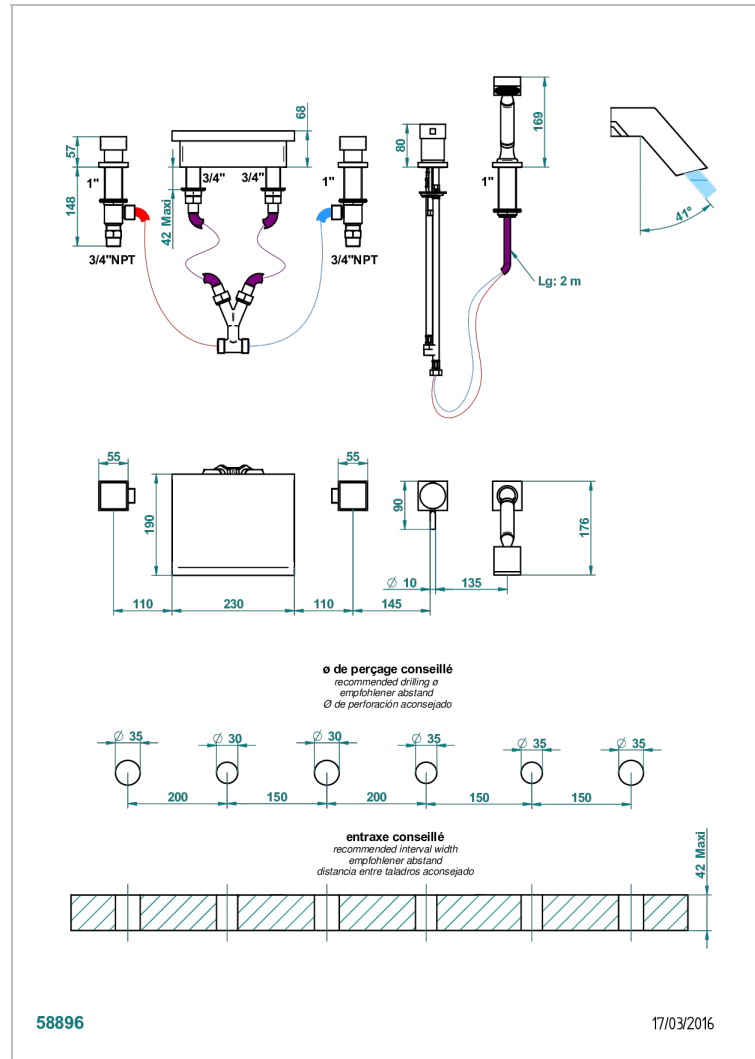 68
57
148
1"
3/4"
3/4"
1"
42 Maxi
3/4"NPT
3/4"NPT
80
169
1"
Lg: 2 m
41°
55
55
190
90
176
Ø 10
135
110
230
110
145
ø de perçage conseillé
recommended drilling ø
empfohlener abstand
Ø de perforación aconsejado
Ø 35
Ø 30
Ø 30
Ø 35
Ø 35
Ø 35
200
150
200
150
150
entraxe conseillé
recommended interval width
empfohlener abstand
distancia entre taladros aconsejado
42 Maxi
58896
17/03/2016